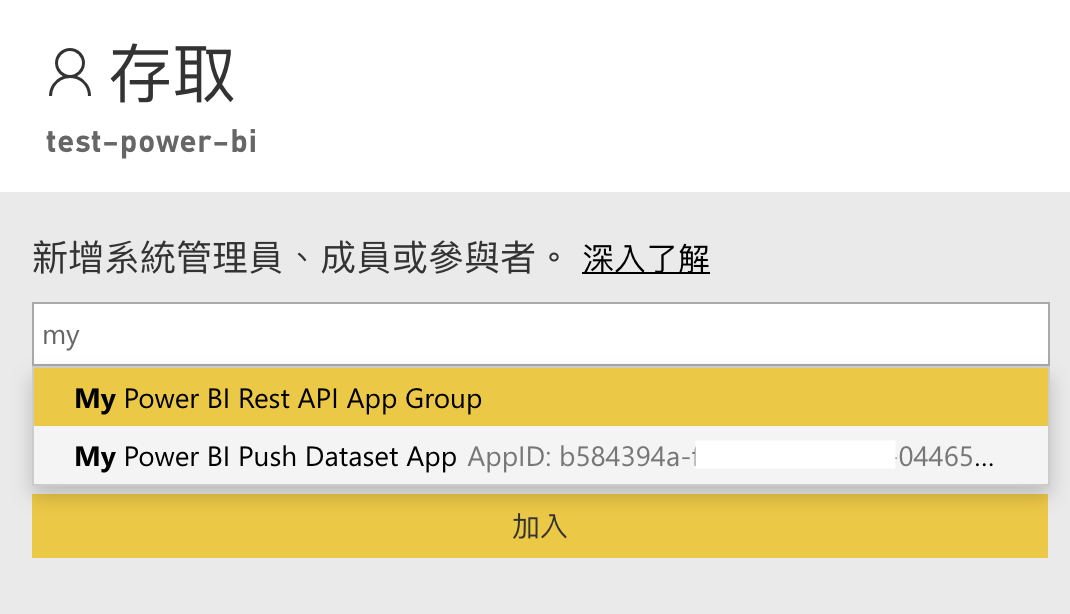 存取
test-power-bi
新增系統管理員、成員或參與者。 深入了解
my
My Power BI Rest API App Group
My Power BI Push Dataset App AppID: b584394a- -04465...
加入